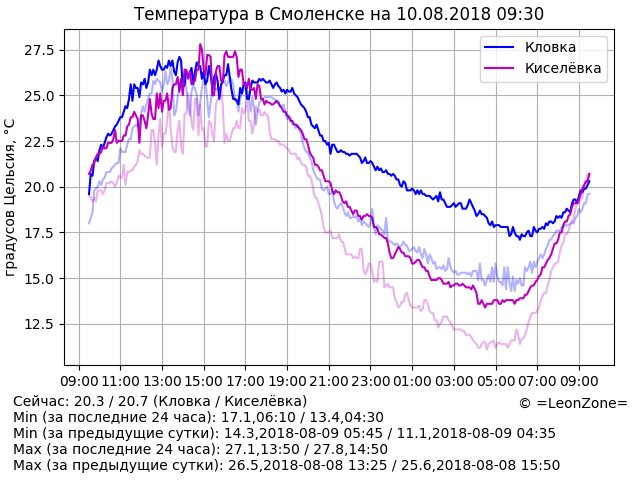 Температура в Смоленске на 10.08.2018 09:30
Кловка
Киселёвка
градусов Цельсия, °C
27.5
25.0
22.5
20.0
17.5
15.0
12.5
09:00 11:00 13:00 15:00 17:00 19:00 21:00 23:00 01:00 03:00 05:00 07:00 09:00
Сейчас: 20.3 / 20.7 (Кловка / Киселёвка)
© =LeonZone=
Min (за последние 24 часа): 17.1,06:10 / 13.4,04:30
Min (за предыдущие сутки): 14.3,2018-08-09 05:45 / 11.1,2018-08-09 04:35
Max (за последние 24 часа): 27.1,13:50 / 27.8,14:50
Max (за предыдущие сутки): 26.5,2018-08-08 13:25 / 25.6,2018-08-08 15:50